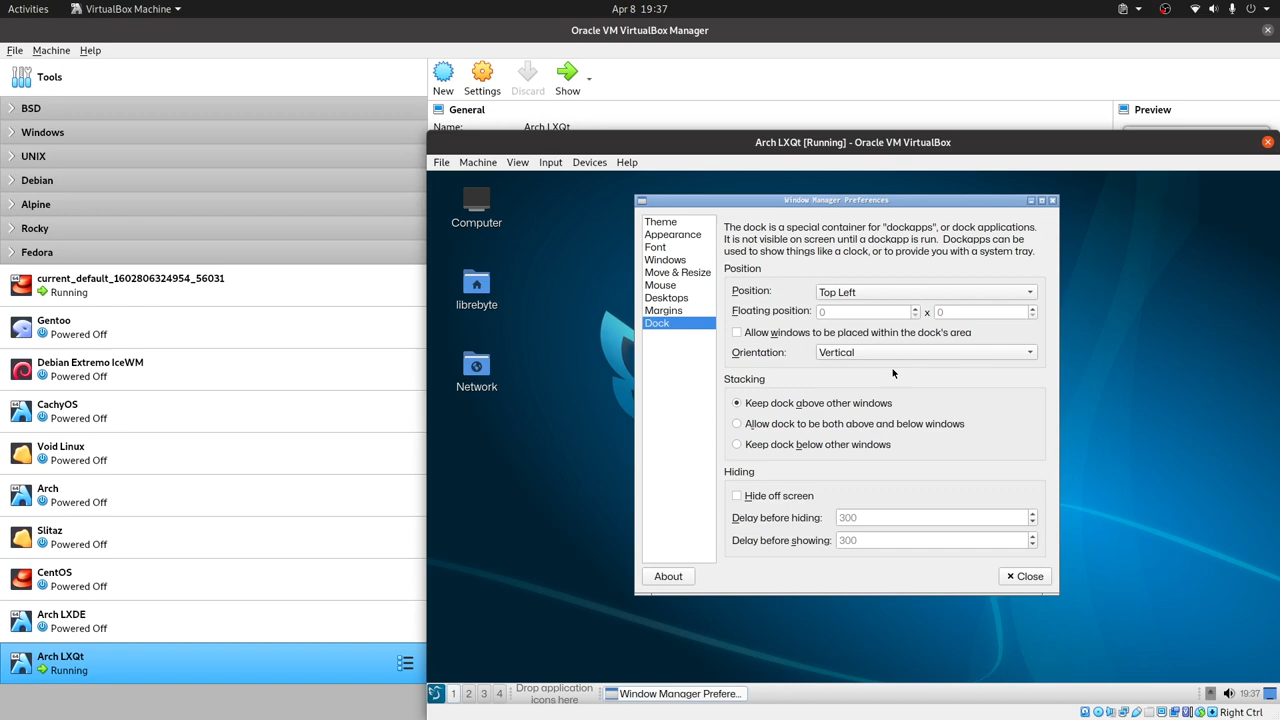 Activities
VirtualBox Machine
Apr 8 19:37
Oracle VM VirtualBox Manager
File Machine Help
Tools
New
Settings
Discard
Show
BSD
Windows
UNIX
Debian
Alpine
Rocky
Fedora
current_default_1602806324954_56031
Running
Gentoo
Powered Off
Debian Extremo IceWM
Powered Off
CachyOS
Powered Off
Void Linux
Powered Off
Arch
Powered Off
Slitaz
Powered Off
CentOS
Powered Off
Arch LXDE
Powered Off
Arch LXQt
Running
General
Name: Arch LXQt
Preview
Arch LXQt [Running] - Oracle VM VirtualBox
File Machine View Input Devices Help
Computer
librebyte
Network
Window Manager Preferences
Theme
Appearance
Font
Windows
Move & Resize
Mouse
Desktops
Margins
Dock
The dock is a special container for "dockapps", or dock applications.
It is not visible on screen until a dockapp is run. Dockapps can be
used to show things like a clock, or to provide you with a system tray.
Position
Position: Top Left
Floating position: 0 x 0
Allow windows to be placed within the dock's area
Orientation: Vertical
Stacking
Keep dock above other windows
Allow dock to be both above and below windows
Keep dock below other windows
Hiding
Hide off screen
Delay before hiding: 300
Delay before showing: 300
About
Close
1 2 3 4
Drop application
icons here
Window Manager Prefere...
19:37
Right Ctrl